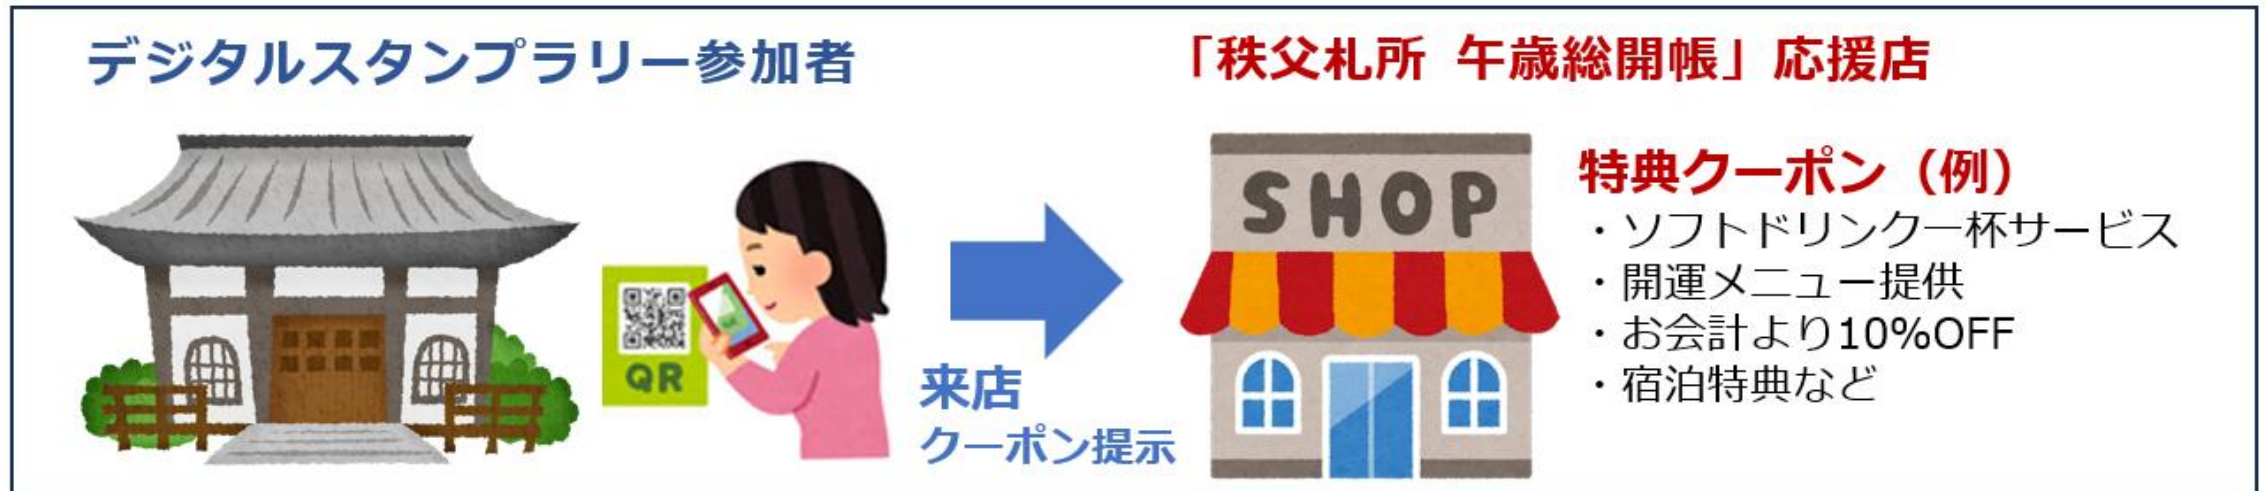 デジタルスタンプラリー参加者
「秩父札所 午歳総開帳」応援店
QR
来店
クーポン提示
SHOP
特典クーポン（例）
・ソフトドリンク一杯サービス
・開運メニュー提供
・お会計より10%OFF
・宿泊特典など